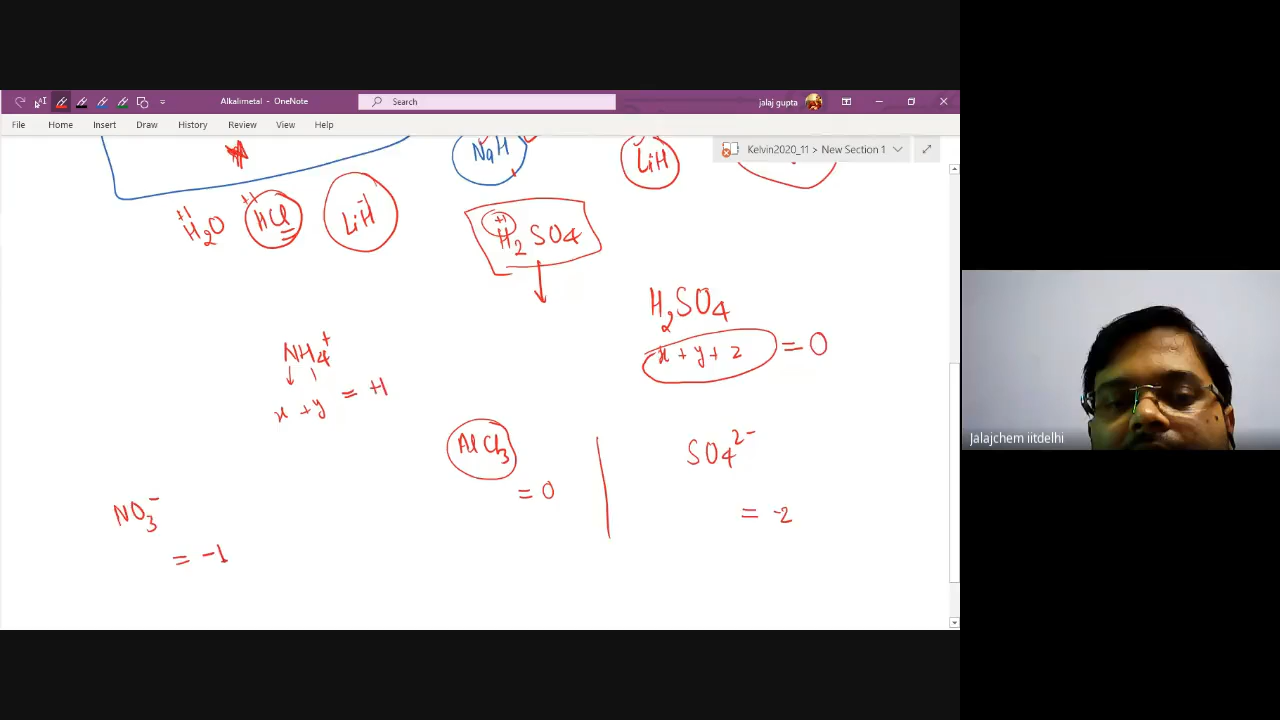 Alkalimetal - OneNote
Search
jalaj gupta
File Home Insert Draw History Review View Help
Kelvin2020_11 > New Section 1
NaH
LiH
+1 H2O
+1 HCl
LiH-
+1 H2SO4
H2SO4
x + y + z = 0
NH4+
x + y = +1
AlCl3
= 0
SO4 2-
= -2
NO3-
= -1
Jalajchem iitdelhi